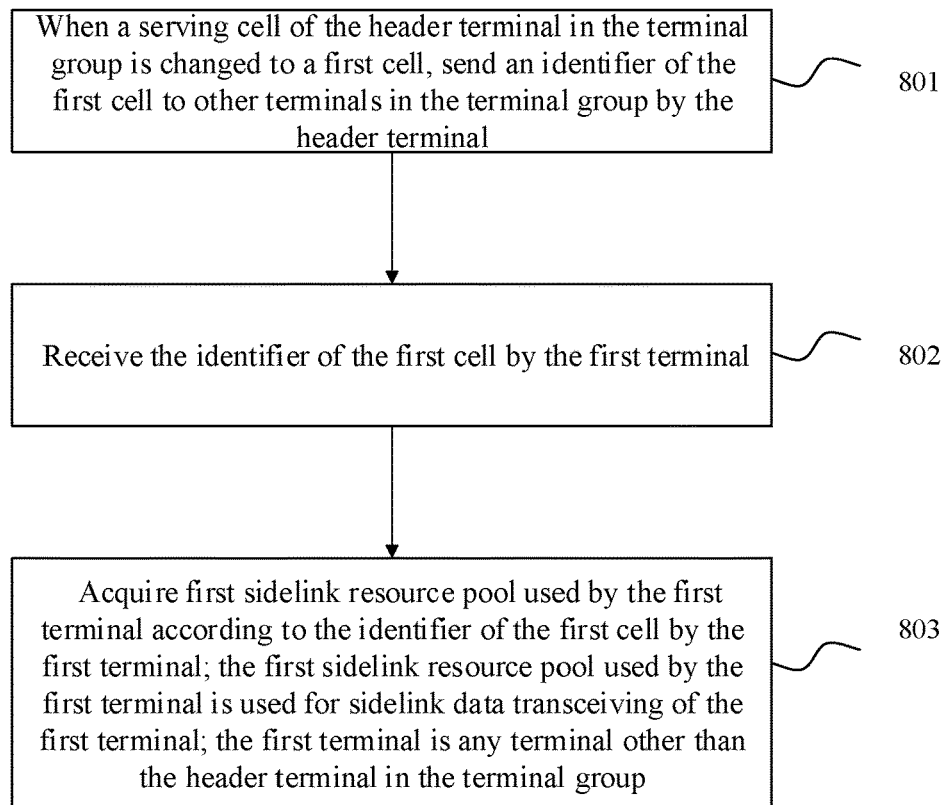 When a serving cell of the header terminal in the terminal
group is changed to a first cell, send an identifier of the
first cell to other terminals in the terminal group by the
header terminal
801
Receive the identifier of the first cell by the first terminal
802
Acquire first sidelink resource pool used by the first
terminal according to the identifier of the first cell by the
first terminal; the first sidelink resource pool used by the
first terminal is used for sidelink data transceiving of the
first terminal; the first terminal is any terminal other than
the header terminal in the terminal group
803